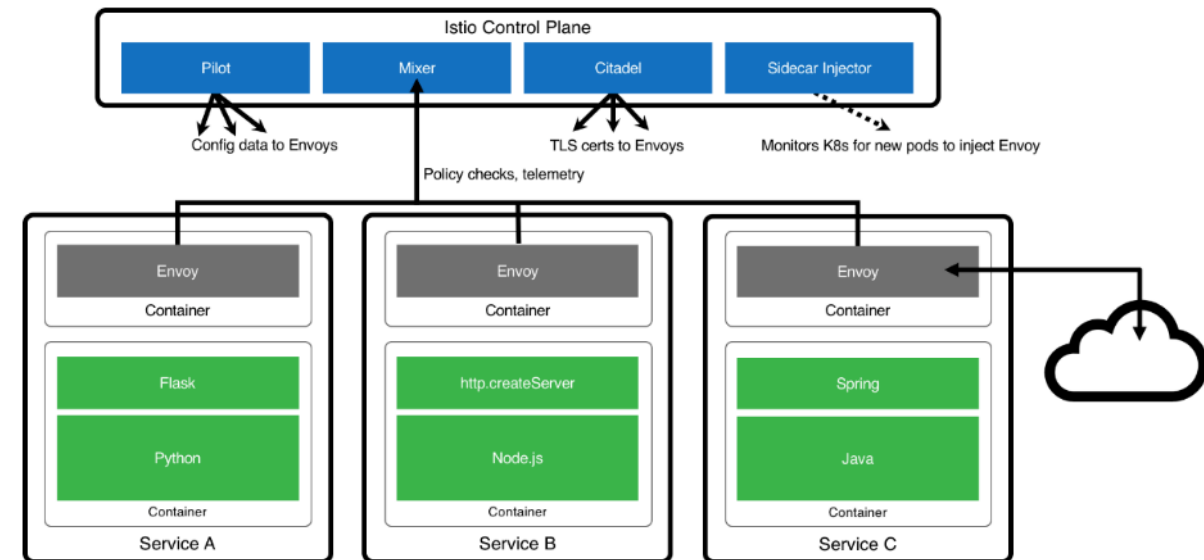 Istio Control Plane
Pilot
Mixer
Citadel
Sidecar Injector
Config data to Envoys
TLS certs to Envoys
Monitors K8s for new pods to inject Envoy
Policy checks, telemetry
Envoy
Container
Flask
Python
Container
Service A
Envoy
Container
http.createServer
Node.js
Container
Service B
Envoy
Container
Spring
Java
Container
Service C